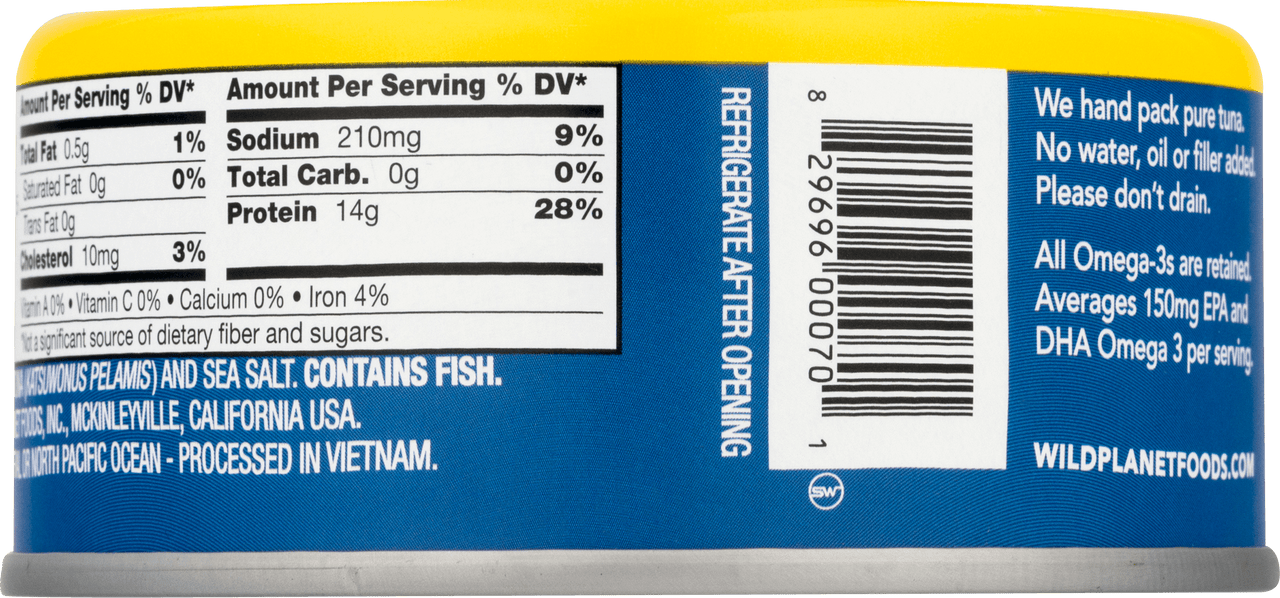 Amount Per Serving % DV*
Total Fat 0.5g 1%
Saturated Fat 0g 0%
Trans Fat 0g
Cholesterol 10mg 3%
Amount Per Serving % DV*
Sodium 210mg 9%
Total Carb. 0g 0%
Protein 14g 28%
Vitamin A 0% • Vitamin C 0% • Calcium 0% • Iron 4%
*Not a significant source of dietary fiber and sugars.
(KATSUWONUS PELAMIS) AND SEA SALT. CONTAINS FISH.
FOODS, INC., MCKINLEYVILLE, CALIFORNIA USA.
OR NORTH PACIFIC OCEAN - PROCESSED IN VIETNAM.
REFRIGERATE AFTER OPENING
8 29696 00070 1
SW
We hand pack pure tuna.
No water, oil or filler added.
Please don't drain.
All Omega-3s are retained.
Averages 150mg EPA and
DHA Omega 3 per serving.
WILDPLANETFOODS.COM